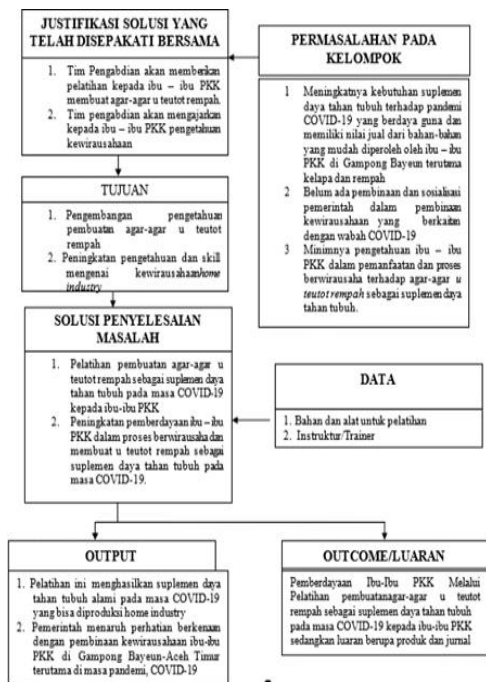 JUSTIFIKASI SOLUSI YANG
TELAH DISEPAKATI BERSAMA
1. Tim Pengabdian akan memberikan
pelatihan kepada ibu – ibu PKK
membuat agar-agar u teutot rempah.
2. Tim pengabdian akan mengajarkan
kepada ibu – ibu PKK pengetahuan
kewirausahaan
PERMASALAHAN PADA
KELOMPOK
1 Meningkatnya kebutuhan suplemen
daya tahan tubuh terhadap pandemi
COVID-19 yang berdaya guna dan
memiliki nilai jual dari bahan-bahan
yang mudah diperoleh oleh ibu – ibu
PKK di Gampong Bayeun terutama
kelapa dan rempah
2 Belum ada pembinaan dan sosialisasi
pemerintah dalam pembinaan
kewirausahaan yang berkaitan
dengan wabah COVID-19
3 Minimnya pengetahuan ibu – ibu
PKK dalam pemanfaatan dan proses
berwirausaha terhadap agar-agar u
teutot rempah sebagai suplemen daya
tahan tubuh.
TUJUAN
1. Pengembangan pengetahuan
pembuatan agar-agar u teutot
rempah
2. Peningkatan pengetahuan dan skill
mengenai kewirausahaan/home
industry
SOLUSI PENYELESAIAN
MASALAH
1. Pelatihan pembuatan agar-agar u
teutot rempah sebagai suplemen daya
tahan tubuh pada masa COVID-19
kepada ibu-ibu PKK
2. Peningkatan pemberdayaan ibu – ibu
PKK dalam proses berwirausaha dan
membuat u teutot rempah sebagai
suplemen daya tahan tubuh pada
masa COVID-19.
DATA
1. Bahan dan alat untuk pelatihan
2. Instruktur/Trainer
OUTPUT
1. Pelatihan ini menghasilkan suplemen daya
tahan tubuh alami pada masa COVID-19
yang bisa diproduksi home industry
2. Pemerintah menaruh perhatian berkenaan
dengan pembinaan kewirausahaan ibu-ibu
PKK di Gampong Bayeun-Aceh Timur
terutama di masa pandemi, COVID-19
OUTCOME/LUARAN
Pemberdayaan Ibu-Ibu PKK Melalui
Pelatihan pembuatanagar-agar u teutot
rempah sebagai suplemen daya tahan tubuh
pada masa COVID-19 kepada ibu-ibu PKK
sedangkan luaran berupa produk dan jurnal